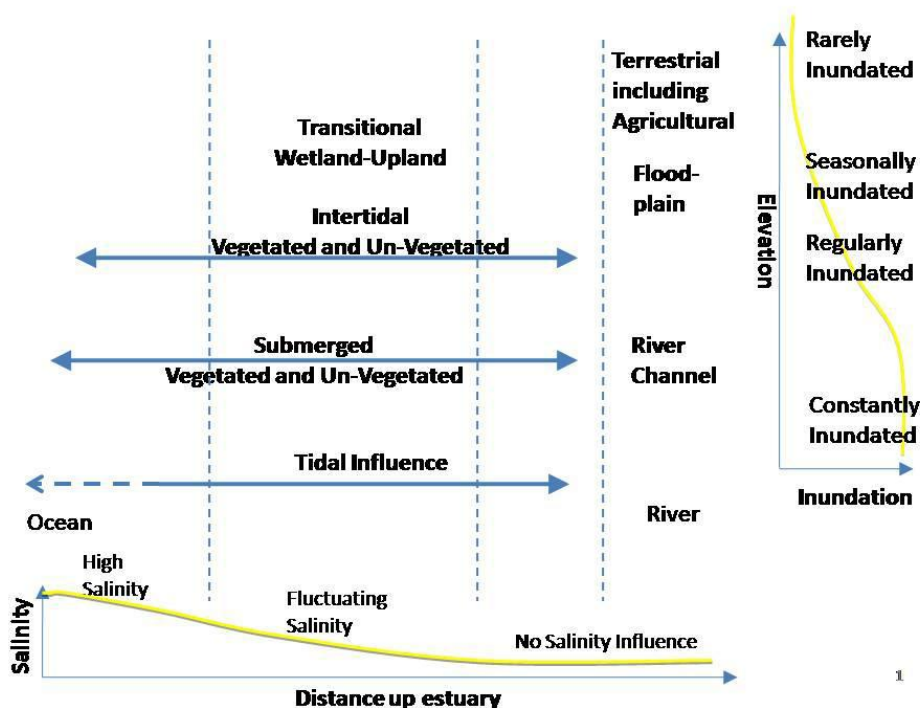 Terrestrial
including
Agricultural
Transitional
Wetland-Upland
Flood-
plain
Intertidal
Vegetated and Un-Vegetated
Submerged
Vegetated and Un-Vegetated
River
Channel
Tidal Influence
River
Ocean
Rarely
Inundated
Seasonally
Inundated
Regularly
Inundated
Constantly
Inundated
Elevation
Inundation
High
Salinity
Fluctuating
Salinity
No Salinity Influence
Salinity
Distance up estuary
1